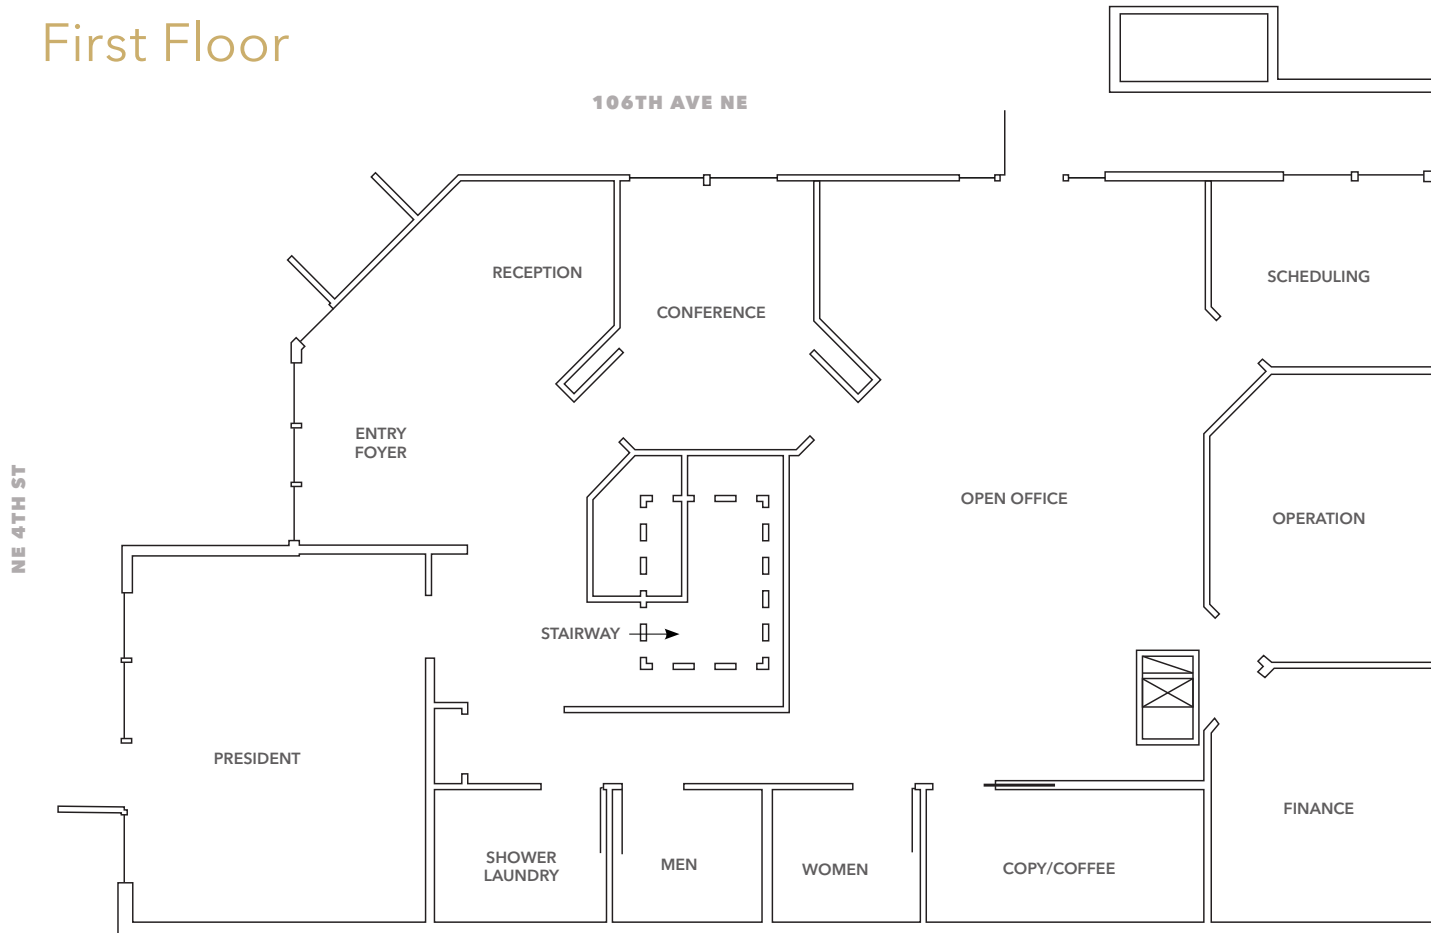 First Floor
106TH AVE NE
RECEPTION
SCHEDULING
CONFERENCE
ENTRY
FOYER
NE 4TH ST
OPEN OFFICE
OPERATION
STAIRWAY
PRESIDENT
FINANCE
SHOWER
LAUNDRY
MEN
WOMEN
COPY/COFFEE